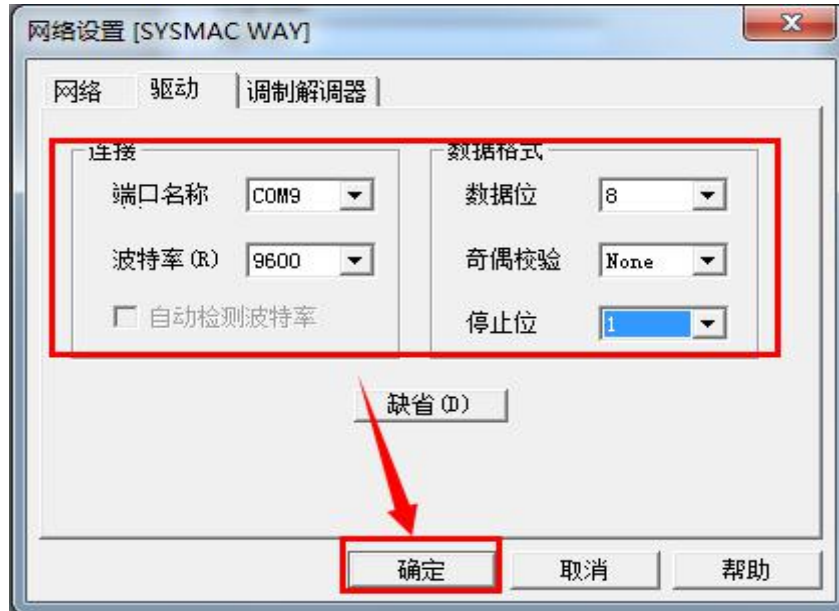 网络设置 [SYSMAC WAY]
网络 驱动 调制解调器
连接 数据格式
端口名称 COM9 数据位 8
波特率(R) 9600 奇偶校验 None
自动检测波特率 停止位 1
缺省(D)
确定 取消 帮助